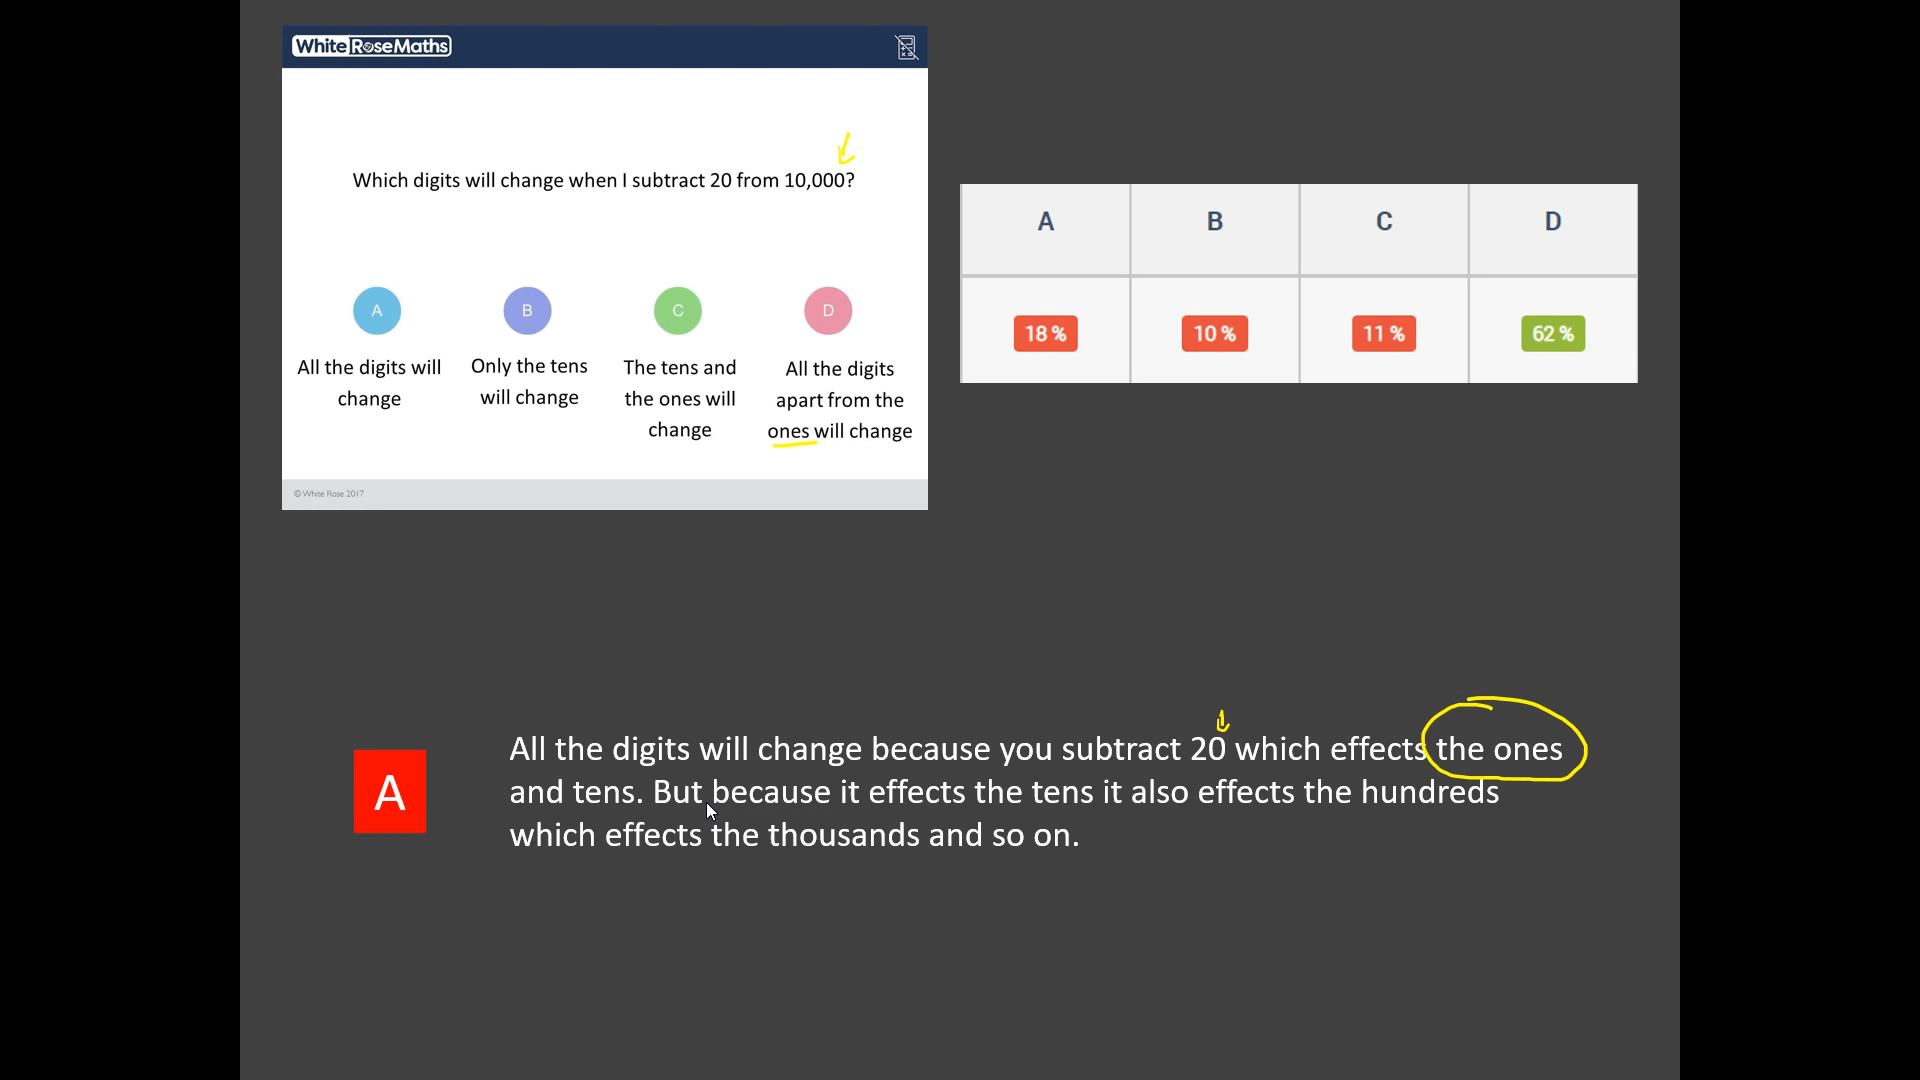 White Rose Maths
Which digits will change when I subtract 20 from 10,000?
A
B
C
D
All the digits will
change
Only the tens
will change
The tens and
the ones will
change
All the digits
apart from the
ones will change
© White Rose 2017
A
B
C
D
18 %
10 %
11 %
62 %
A
All the digits will change because you subtract 20 which effects the ones
and tens. But because it effects the tens it also effects the hundreds
which effects the thousands and so on.